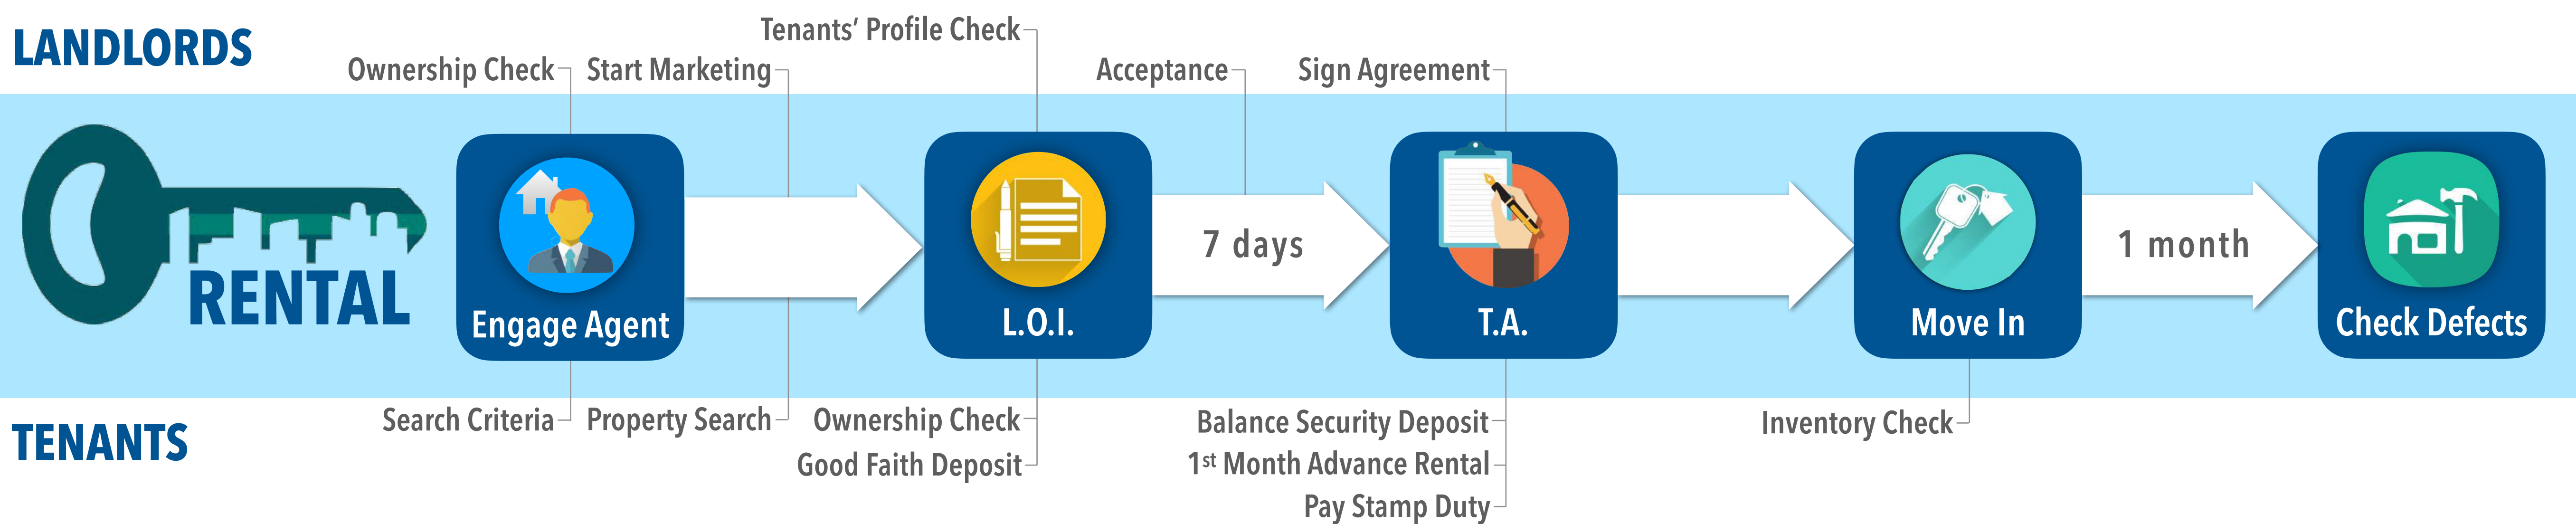 LANDLORDS
Tenants’ Profile Check
Ownership Check
Start Marketing
Acceptance
Sign Agreement
RENTAL
Engage Agent
L.O.I.
7 days
T.A.
Move In
1 month
Check Defects
TENANTS
Search Criteria
Property Search
Ownership Check
Good Faith Deposit
Balance Security Deposit
1st Month Advance Rental
Pay Stamp Duty
Inventory Check